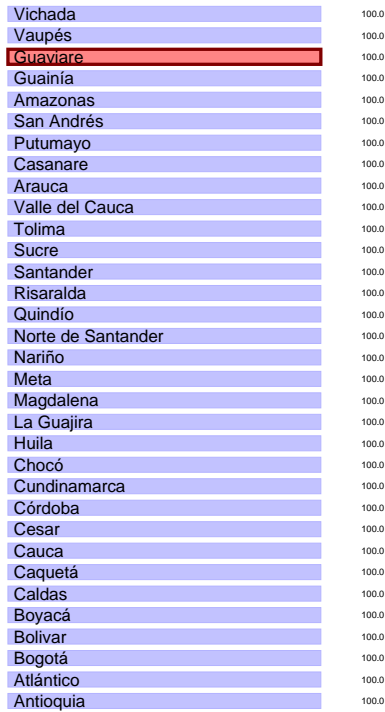 Vichada 100.0
Vaupés 100.0
Guaviare 100.0
Guainía 100.0
Amazonas 100.0
San Andrés 100.0
Putumayo 100.0
Casanare 100.0
Arauca 100.0
Valle del Cauca 100.0
Tolima 100.0
Sucre 100.0
Santander 100.0
Risaralda 100.0
Quindío 100.0
Norte de Santander 100.0
Nariño 100.0
Meta 100.0
Magdalena 100.0
La Guajira 100.0
Huila 100.0
Chocó 100.0
Cundinamarca 100.0
Córdoba 100.0
Cesar 100.0
Cauca 100.0
Caquetá 100.0
Caldas 100.0
Boyacá 100.0
Bolivar 100.0
Bogotá 100.0
Atlántico 100.0
Antioquia 100.0